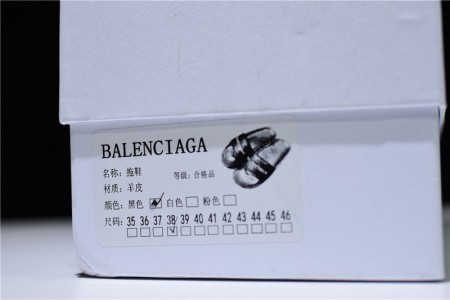 BALENCIAGA
名称: 拖鞋
材质: 羊皮 等级: 合格品
颜色: 黑色 白色 粉色
尺码: 35 36 37 38 39 40 41 42 43 44 45 46